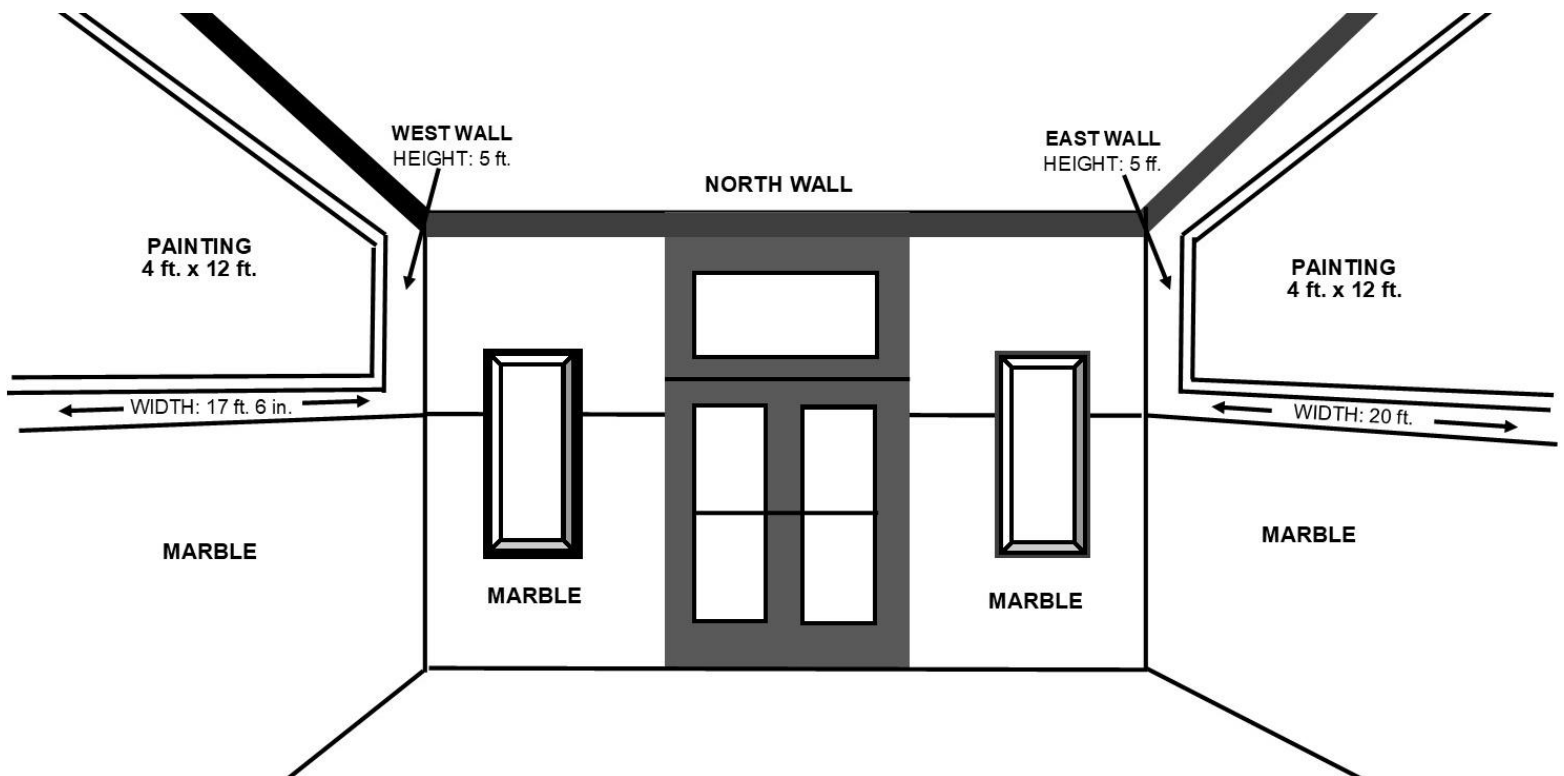 WEST WALL
HEIGHT: 5 ft.
EAST WALL
HEIGHT: 5 ff.
NORTH WALL
PAINTING
4 ft. x 12 ft.
PAINTING
4 ft. x 12 ft.
WIDTH: 17 ft. 6 in.
WIDTH: 20 ft.
MARBLE
MARBLE
MARBLE
MARBLE